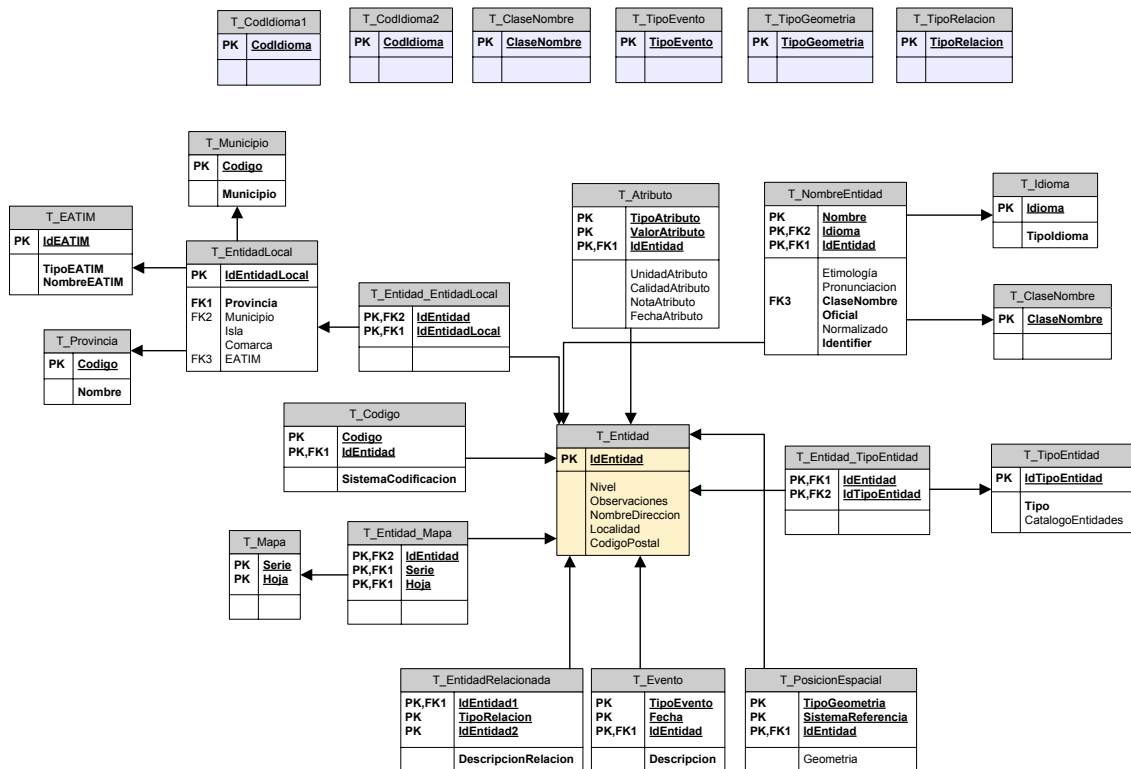 T_CodIdioma1
PK CodIdioma
T_CodIdioma2
PK CodIdioma
T_ClaseNombre
PK ClaseNombre
T_TipoEvento
PK TipoEvento
T_TipoGeometria
PK TipoGeometria
T_TipoRelacion
PK TipoRelacion
T_Municipio
PK Codigo
Municipio
T_EATIM
PK IdEATIM
TipoEATIM
NombreEATIM
T_EntidadLocal
PK IdEntidadLocal
FK1 Provincia
FK2 Municipio
Isla
Comarca
FK3 EATIM
T_Provincia
PK Codigo
Nombre
T_Entidad_EntidadLocal
PK,FK2 IdEntidad
PK,FK1 IdEntidadLocal
T_Atributo
PK TipoAtributo
PK ValorAtributo
PK,FK1 IdEntidad
UnidadAtributo
CalidadAtributo
NotaAtributo
FechaAtributo
T_NombreEntidad
PK Nombre
PK,FK2 Idioma
PK,FK1 IdEntidad
Etimología
Pronunciacion
FK3 ClaseNombre
Oficial
Normalizado
Identifier
T_Idioma
PK Idioma
TipoIdioma
T_ClaseNombre
PK ClaseNombre
T_Codigo
PK Codigo
PK,FK1 IdEntidad
SistemaCodificacion
T_Entidad
PK IdEntidad
Nivel
Observaciones
NombreDireccion
Localidad
CodigoPostal
T_Entidad_TipoEntidad
PK,FK1 IdEntidad
PK,FK2 IdTipoEntidad
T_TipoEntidad
PK IdTipoEntidad
Tipo
CatalogoEntidades
T_Mapa
PK Serie
PK Hoja
T_Entidad_Mapa
PK,FK2 IdEntidad
PK,FK1 Serie
PK,FK1 Hoja
T_EntidadRelacionada
PK,FK1 IdEntidad1
PK TipoRelacion
PK IdEntidad2
DescripcionRelacion
T_Evento
PK TipoEvento
PK Fecha
PK,FK1 IdEntidad
Descripcion
T_PosicionEspacial
PK TipoGeometria
PK SistemaReferencia
PK,FK1 IdEntidad
Geometria